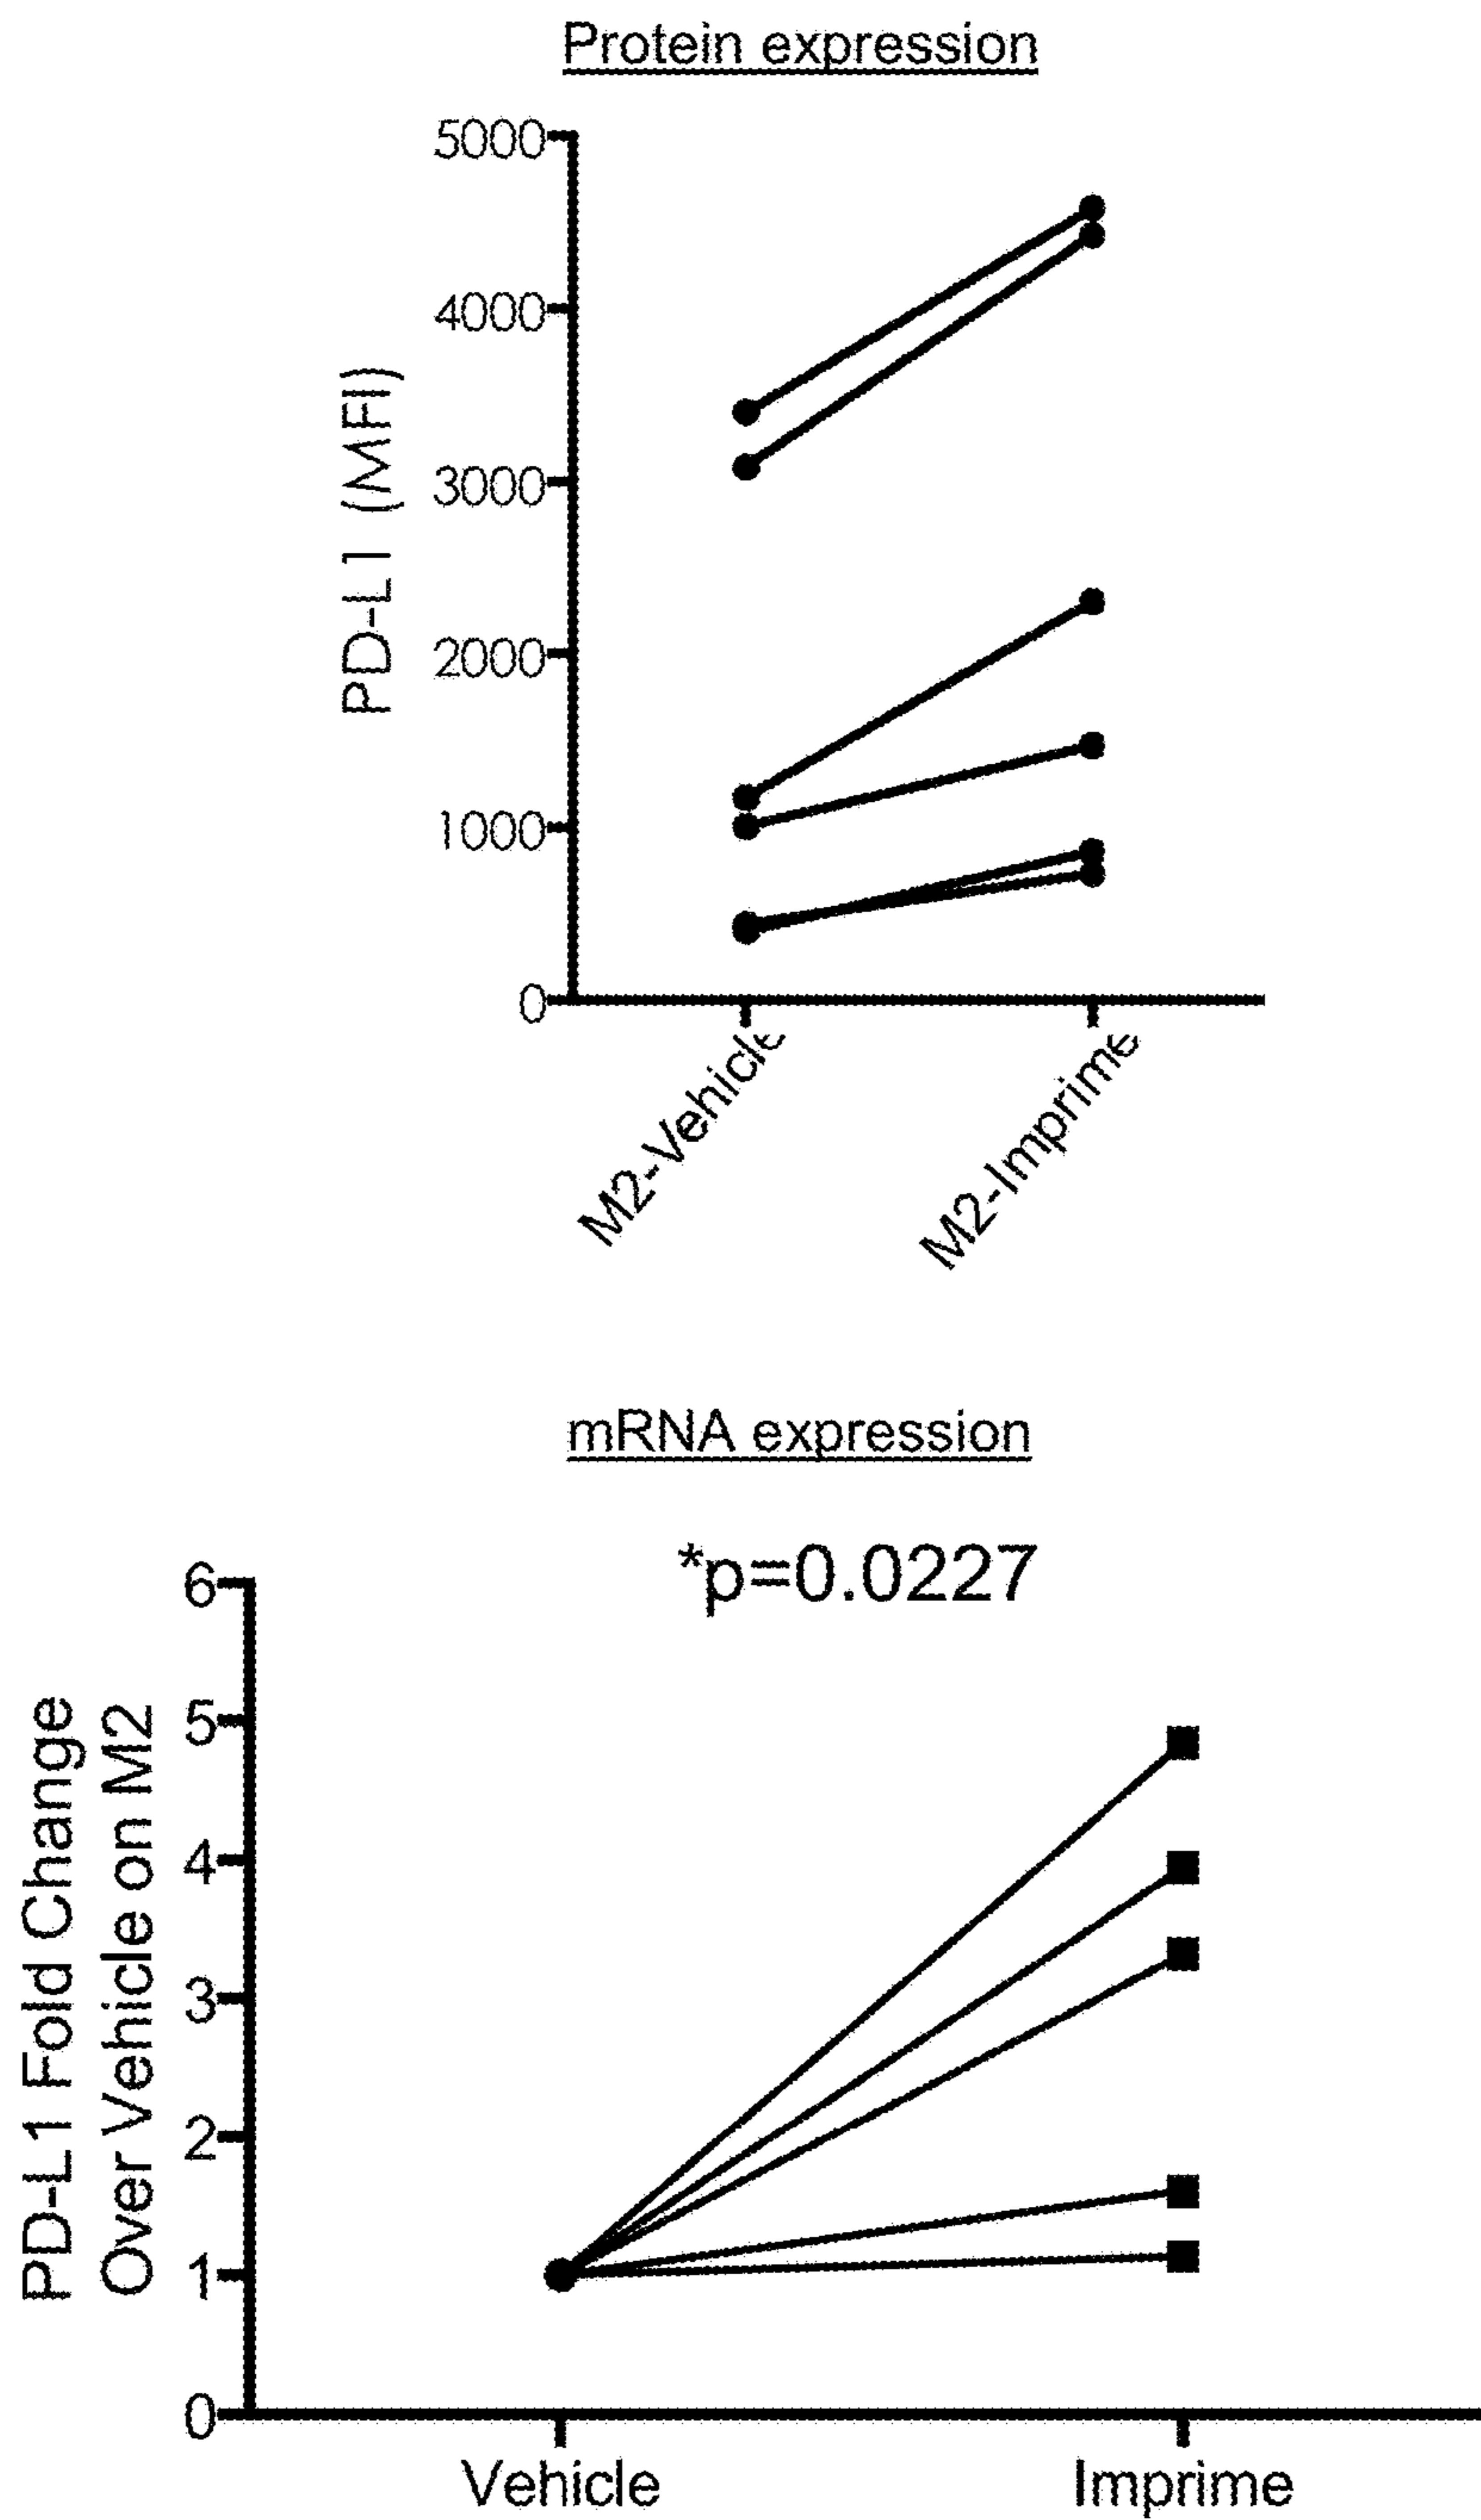 Protein expression
PD-L1 (MFI)
5000
4000
3000
2000
1000
0
M2-Vehicle
M2-Imprime
mRNA expression
*p=0.0227
PD-L1 Fold Change
Over Vehicle on M2
6
5
4
3
2
1
0
Vehicle
Imprime